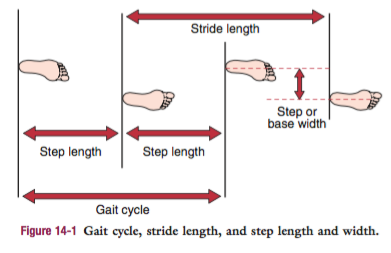 Stride length
Step or
base width
Step length
Step length
Gait cycle
Figure 14-1 Gait cycle, stride length, and step length and width.